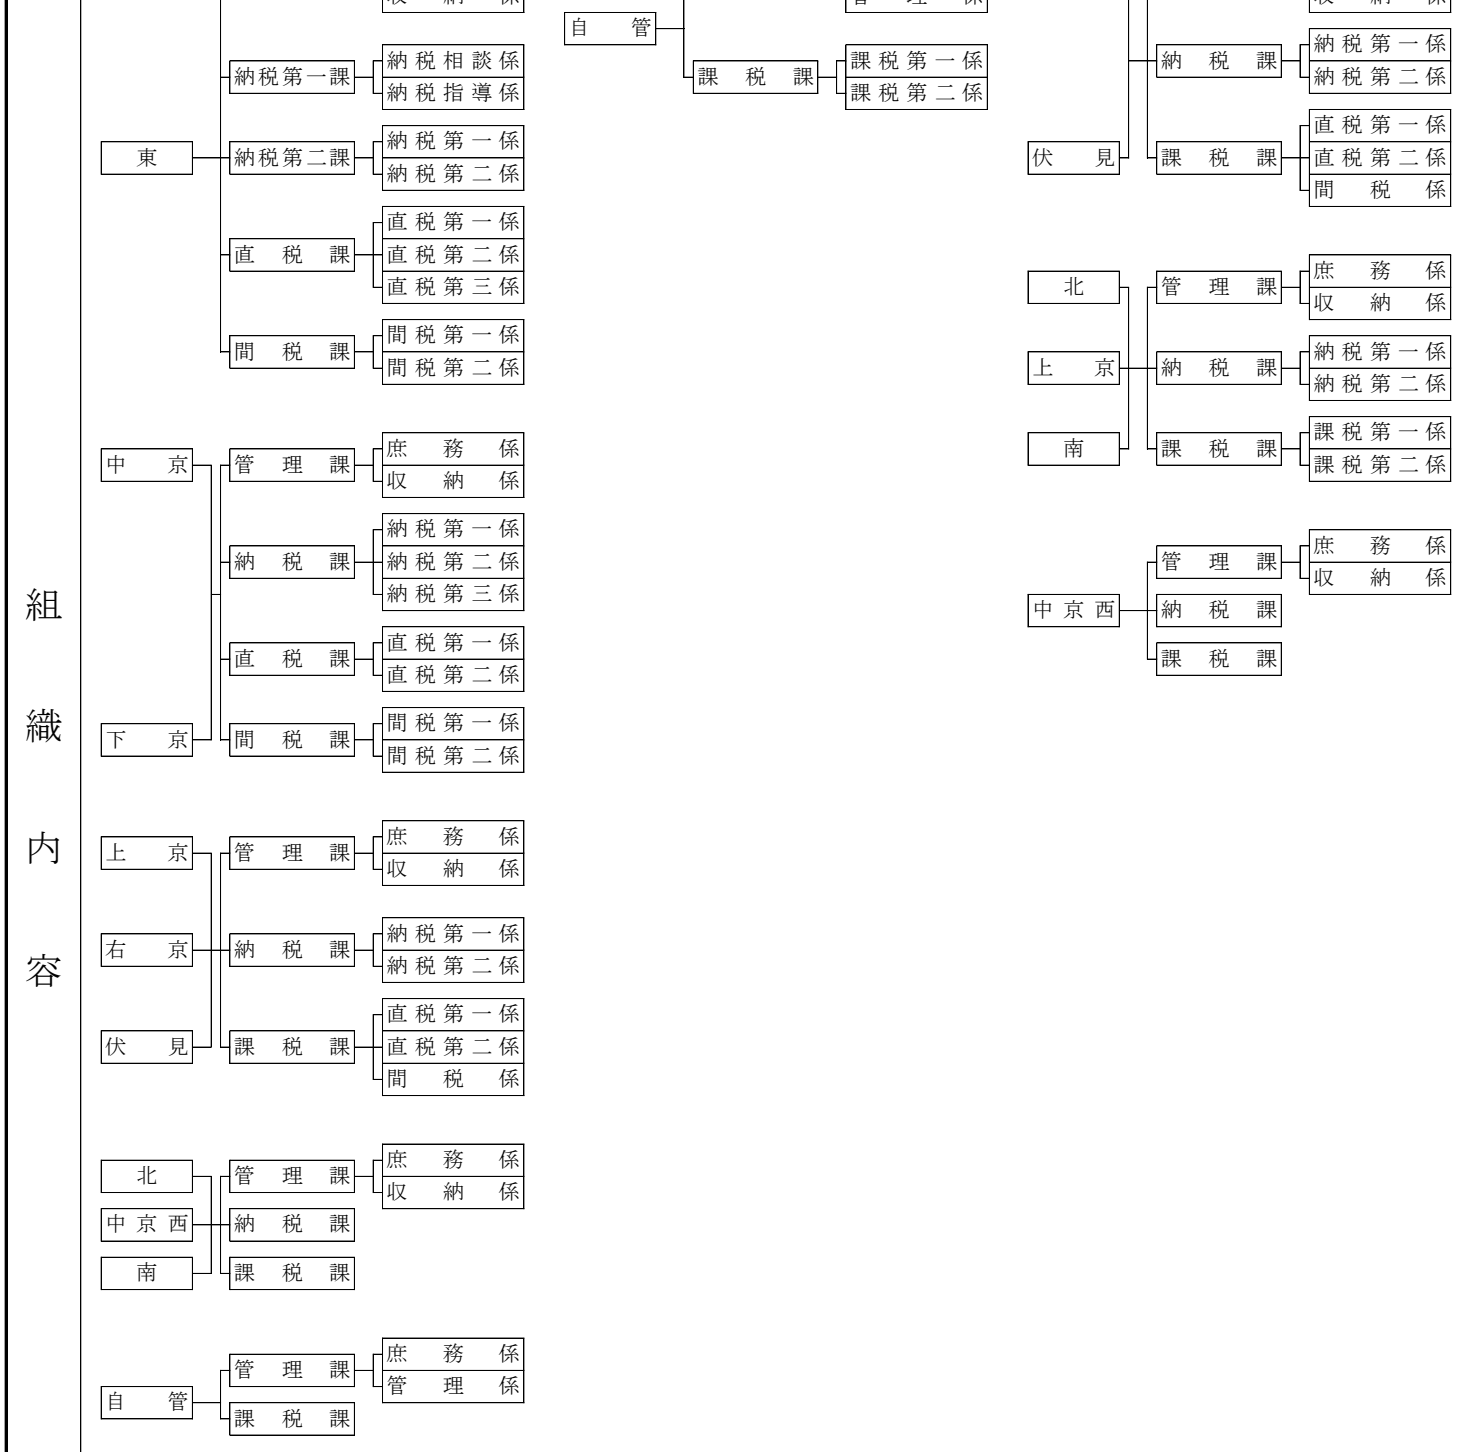 組織内容
収納係
納税第一課
納税相談係
納税指導係
東
納税第二課
納税第一係
納税第二係
直税課
直税第一係
直税第二係
直税第三係
間税課
間税第一係
間税第二係
中京
管理課
庶務係
収納係
納税課
納税第一係
納税第二係
納税第三係
直税課
直税第一係
直税第二係
下京
間税課
間税第一係
間税第二係
上京
管理課
庶務係
収納係
右京
納税課
納税第一係
納税第二係
伏見
課税課
直税第一係
直税第二係
間税係
北
管理課
庶務係
収納係
中京西
納税課
南
課税課
自管
管理課
庶務係
管理係
課税課
管理係
自管
課税課
課税第一係
課税第二係
収納係
納税課
納税第一係
納税第二係
伏見
課税課
直税第一係
直税第二係
間税係
北
管理課
庶務係
収納係
上京
納税課
納税第一係
納税第二係
南
課税課
課税第一係
課税第二係
管理課
庶務係
収納係
中京西
納税課
課税課